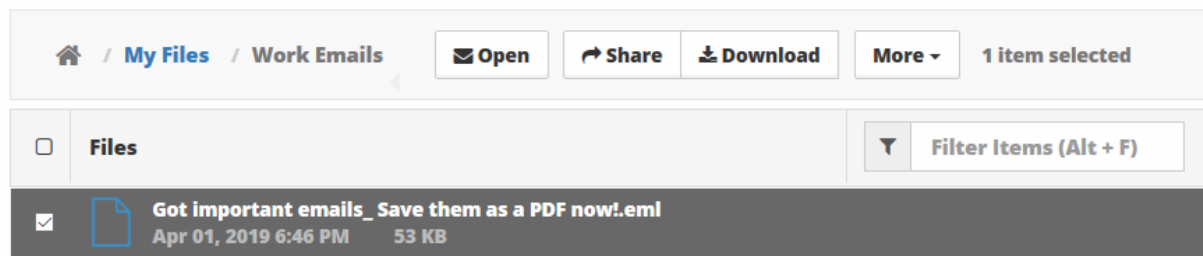 / My Files / Work Emails Open Share Download More 1 item selected
Files Filter Items (Alt + F)
Got important emails_ Save them as a PDF now!.eml
Apr 01, 2019 6:46 PM 53 KB